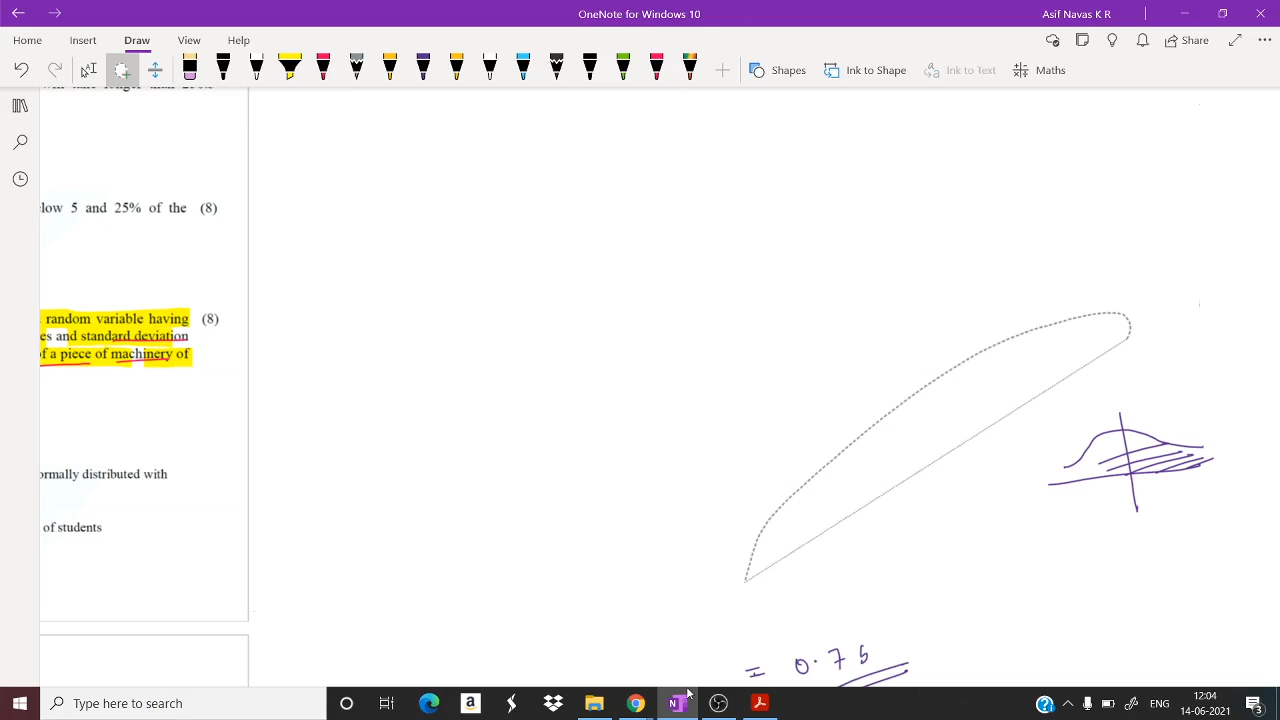 OneNote for Windows 10
Asif Navas K R
Home Insert Draw View Help
Share
Shapes Ink to Shape Ink to Text Maths
low 5 and 25% of the (8)
random variable having (8)
es and standard deviation
f a piece of machinery of
ormally distributed with
of students
= 0.75
Type here to search
ENG
12:04
14-06-2021
3